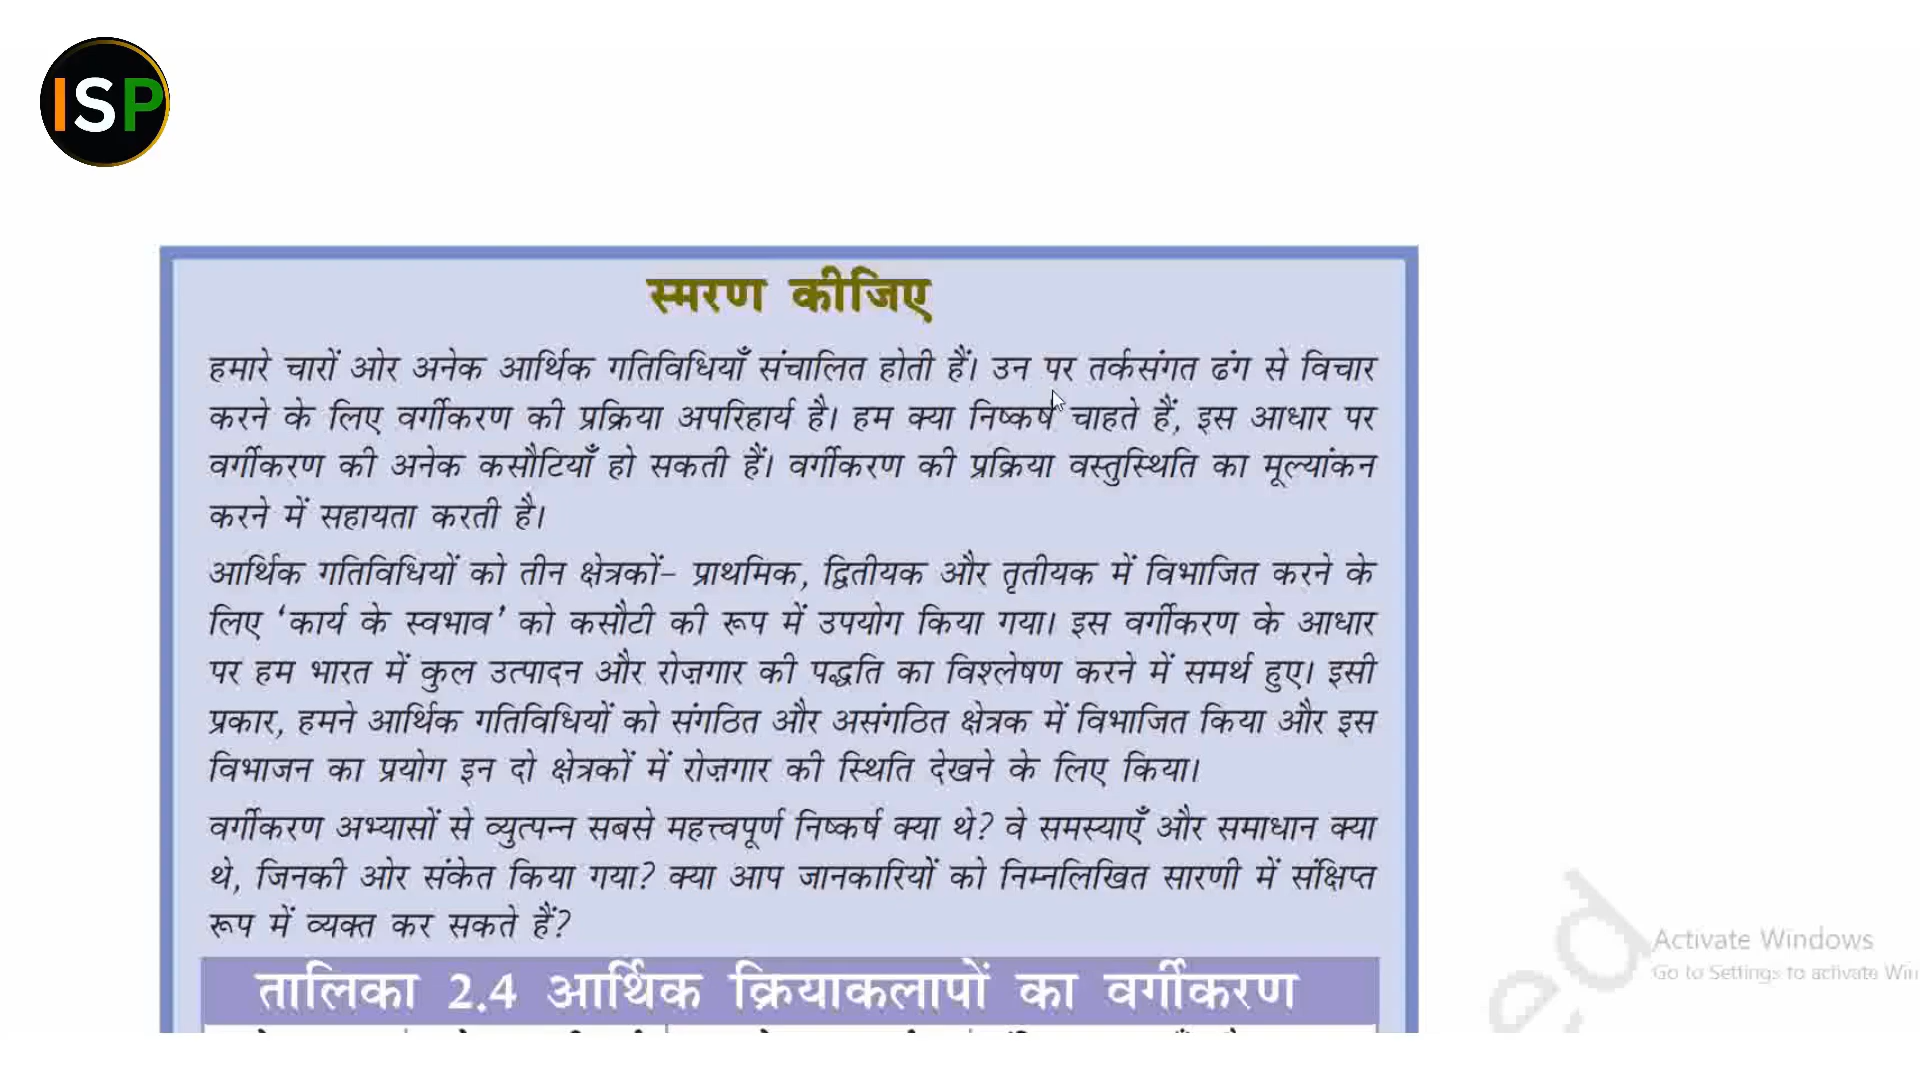 ISP
स्मरण कीजिए
हमारे चारों ओर अनेक आर्थिक गतिविधियाँ संचालित होती हैं। उन पर तर्कसंगत ढंग से विचार
करने के लिए वर्गीकरण की प्रक्रिया अपरिहार्य है। हम क्या निष्कर्ष चाहते हैं, इस आधार पर
वर्गीकरण की अनेक कसौटियाँ हो सकती हैं। वर्गीकरण की प्रक्रिया वस्तुस्थिति का मूल्यांकन
करने में सहायता करती है।
आर्थिक गतिविधियों को तीन क्षेत्रकों– प्राथमिक, द्वितीयक और तृतीयक में विभाजित करने के
लिए ‘कार्य के स्वभाव’ को कसौटी की रूप में उपयोग किया गया। इस वर्गीकरण के आधार
पर हम भारत में कुल उत्पादन और रोज़गार की पद्धति का विश्लेषण करने में समर्थ हुए। इसी
प्रकार, हमने आर्थिक गतिविधियों को संगठित और असंगठित क्षेत्रक में विभाजित किया और इस
विभाजन का प्रयोग इन दो क्षेत्रकों में रोज़गार की स्थिति देखने के लिए किया।
वर्गीकरण अभ्यासों से व्युत्पन्न सबसे महत्त्वपूर्ण निष्कर्ष क्या थे? वे समस्याएँ और समाधान क्या
थे, जिनकी ओर संकेत किया गया? क्या आप जानकारियों को निम्नलिखित सारणी में संक्षिप्त
रूप में व्यक्त कर सकते हैं?
तालिका 2.4 आर्थिक क्रियाकलापों का वर्गीकरण
ed
Activate Windows
Go to Settings to activate Win